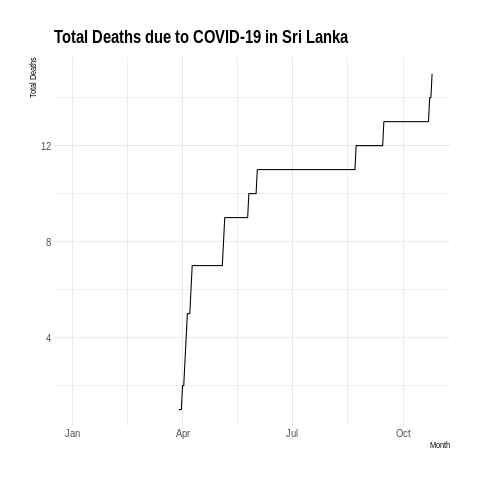 Total Deaths due to COVID-19 in Sri Lanka
Total Deaths
12
8
4
Jan Apr Jul Oct
Month